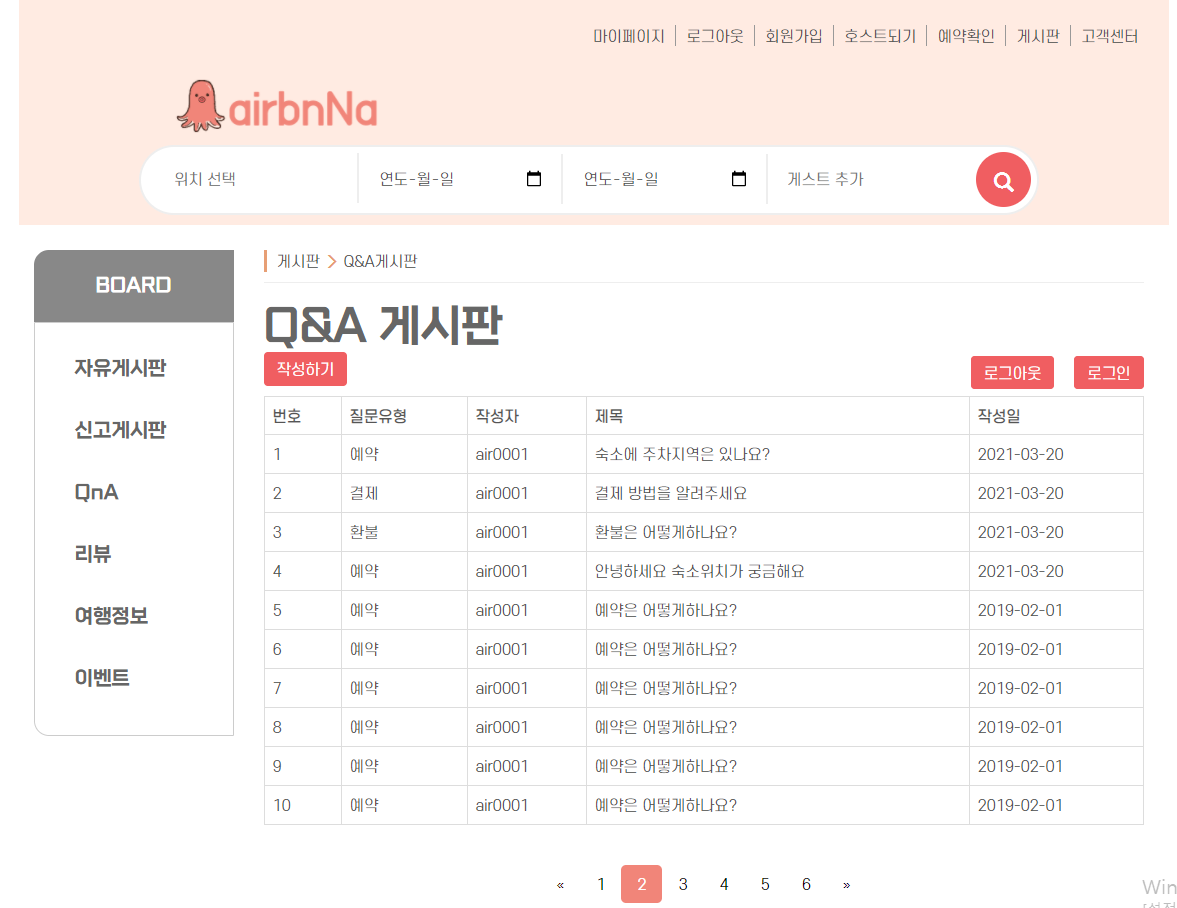 마이페이지 로그아웃 회원가입 호스트되기 예약확인 게시판 고객센터
airbnNa
위치 선택 연도-월-일 연도-월-일 게스트 추가
BOARD
자유게시판
신고게시판
QnA
리뷰
여행정보
이벤트
게시판 > Q&A게시판
Q&A 게시판
작성하기 로그아웃 로그인
번호 질문유형 작성자 제목 작성일
1 예약 air0001 숙소에 주차지역은 있나요? 2021-03-20
2 결제 air0001 결제 방법을 알려주세요 2021-03-20
3 환불 air0001 환불은 어떻게하나요? 2021-03-20
4 예약 air0001 안녕하세요 숙소위치가 궁금해요 2021-03-20
5 예약 air0001 예약은 어떻게하나요? 2019-02-01
6 예약 air0001 예약은 어떻게하나요? 2019-02-01
7 예약 air0001 예약은 어떻게하나요? 2019-02-01
8 예약 air0001 예약은 어떻게하나요? 2019-02-01
9 예약 air0001 예약은 어떻게하나요? 2019-02-01
10 예약 air0001 예약은 어떻게하나요? 2019-02-01
« 1 2 3 4 5 6 »
Win